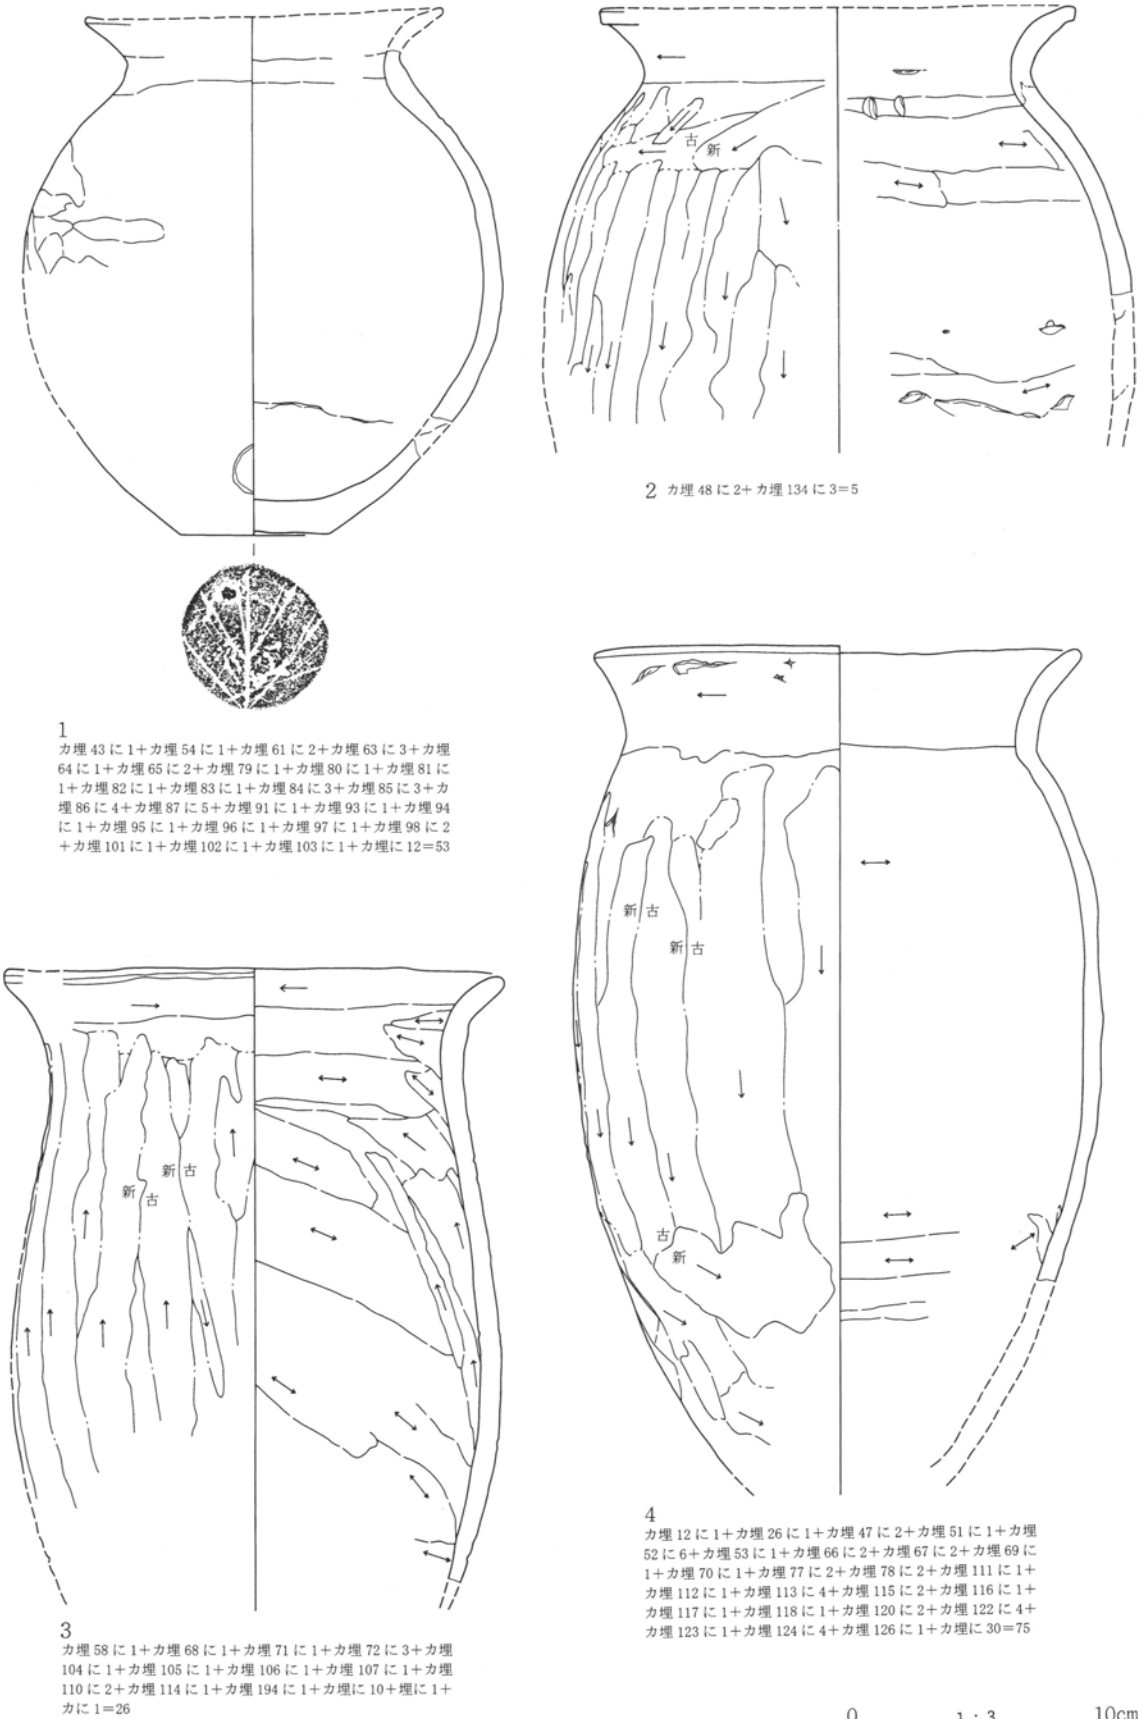 古
新
2 カ埋 48 に 2+カ埋 134 に 3=5
1
カ埋 43 に 1+カ埋 54 に 1+カ埋 61 に 2+カ埋 63 に 3+カ埋
64 に 1+カ埋 65 に 2+カ埋 79 に 1+カ埋 80 に 1+カ埋 81 に
1+カ埋 82 に 1+カ埋 83 に 1+カ埋 84 に 3+カ埋 85 に 3+カ
埋 86 に 4+カ埋 87 に 5+カ埋 91 に 1+カ埋 93 に 1+カ埋 94
に 1+カ埋 95 に 1+カ埋 96 に 1+カ埋 97 に 1+カ埋 98 に 2
+カ埋 101 に 1+カ埋 102 に 1+カ埋 103 に 1+カ埋に 12=53
新 古
新 古
古
新
新 古
新 古
3
カ埋 58 に 1+カ埋 68 に 1+カ埋 71 に 1+カ埋 72 に 3+カ埋
104 に 1+カ埋 105 に 1+カ埋 106 に 1+カ埋 107 に 1+カ埋
110 に 2+カ埋 114 に 1+カ埋 194 に 1+カ埋に 10+埋に 1+
カに 1=26
4
カ埋 12 に 1+カ埋 26 に 1+カ埋 47 に 2+カ埋 51 に 1+カ埋
52 に 6+カ埋 53 に 1+カ埋 66 に 2+カ埋 67 に 2+カ埋 69 に
1+カ埋 70 に 1+カ埋 77 に 2+カ埋 78 に 2+カ埋 111 に 1+
カ埋 112 に 1+カ埋 113 に 4+カ埋 115 に 2+カ埋 116 に 1+
カ埋 117 に 1+カ埋 118 に 1+カ埋 120 に 2+カ埋 122 に 4+
カ埋 123 に 1+カ埋 124 に 4+カ埋 126 に 1+カ埋に 30=75
0 1:3 10cm